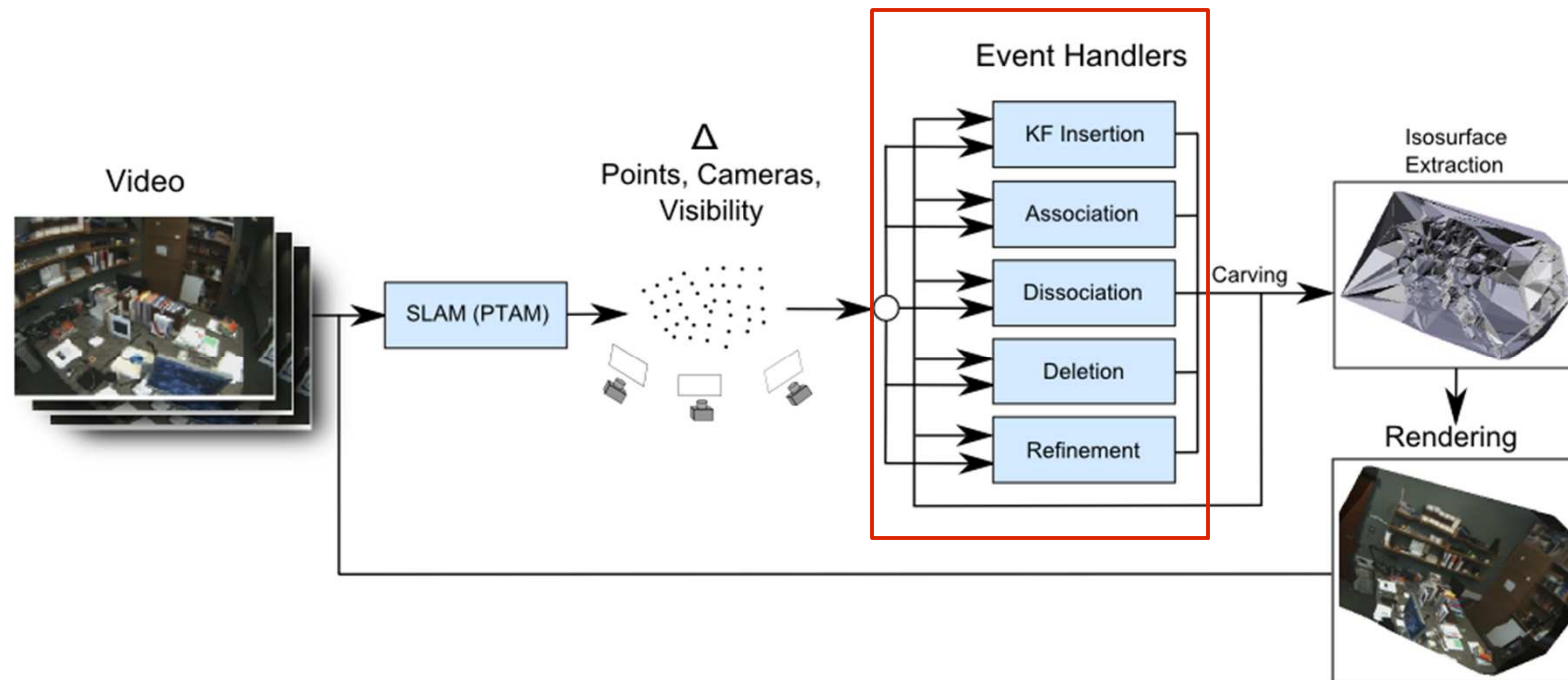 Video
SLAM (PTAM)
Δ
Points, Cameras,
Visibility
Event Handlers
KF Insertion
Association
Dissociation
Deletion
Refinement
Carving
Isosurface
Extraction
Rendering